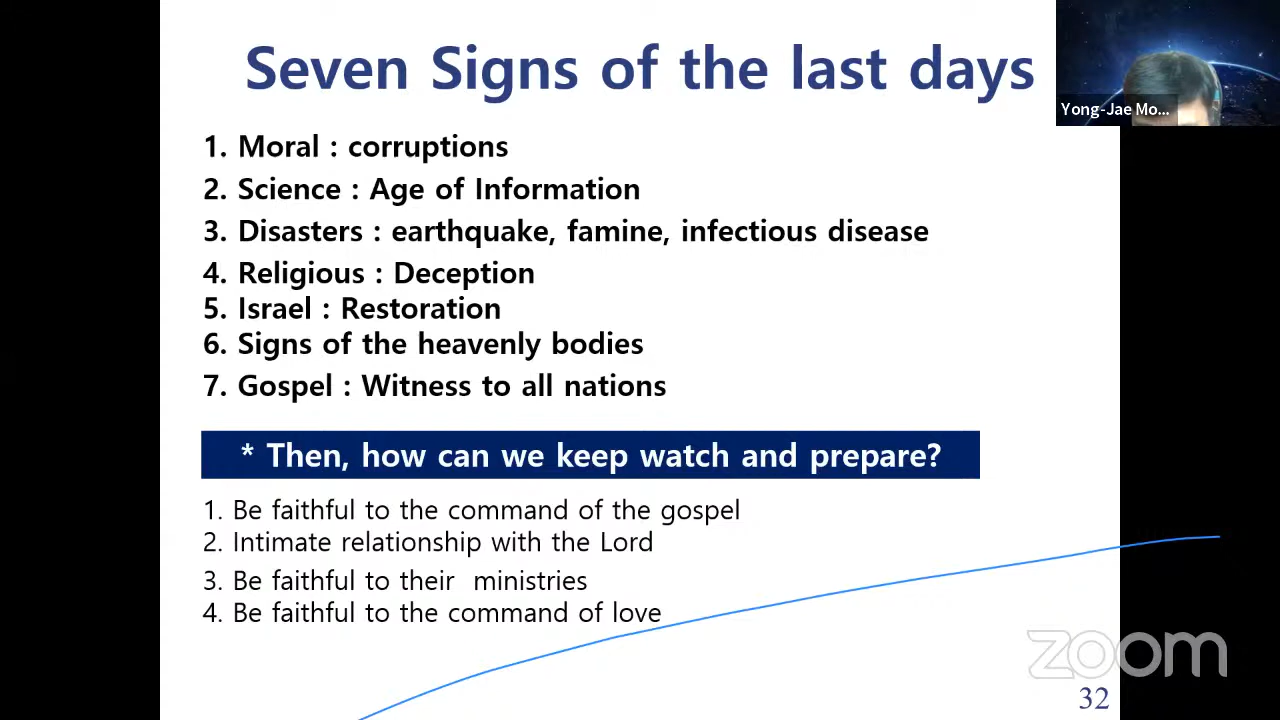 Seven Signs of the last days
Yong-Jae Mo...
1. Moral : corruptions
2. Science : Age of Information
3. Disasters : earthquake, famine, infectious disease
4. Religious : Deception
5. Israel : Restoration
6. Signs of the heavenly bodies
7. Gospel : Witness to all nations
* Then, how can we keep watch and prepare?
1. Be faithful to the command of the gospel
2. Intimate relationship with the Lord
3. Be faithful to their  ministries
4. Be faithful to the command of love
zoom
32